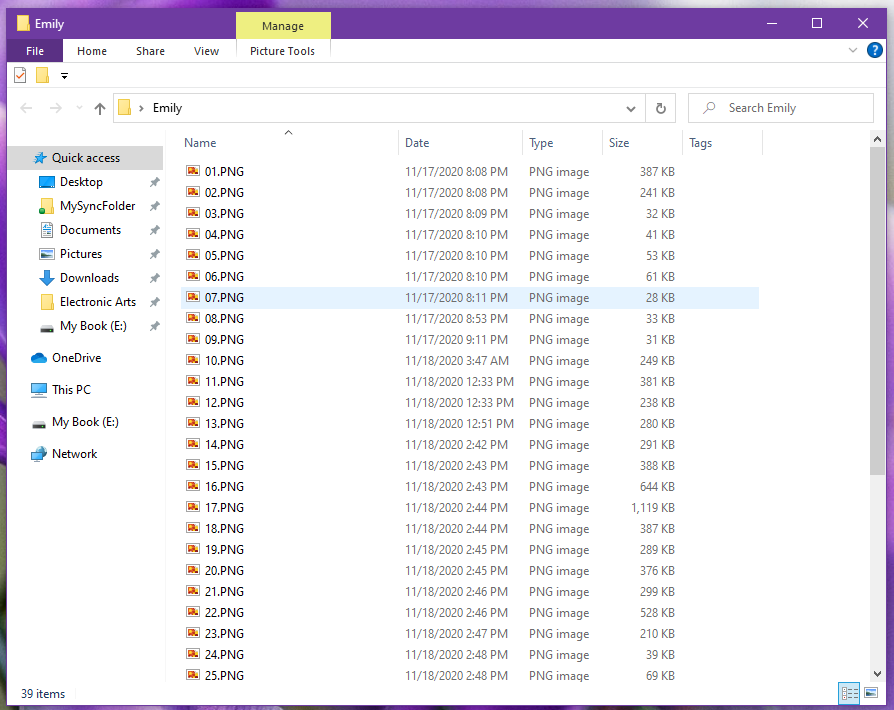 Emily
Manage
File Home Share View Picture Tools
Emily
Search Emily
Name Date Type Size Tags
Quick access
Desktop
MySyncFolder
Documents
Pictures
Downloads
Electronic Arts
My Book (E:)
OneDrive
This PC
My Book (E:)
Network
01.PNG 11/17/2020 8:08 PM PNG image 387 KB
02.PNG 11/17/2020 8:08 PM PNG image 241 KB
03.PNG 11/17/2020 8:09 PM PNG image 32 KB
04.PNG 11/17/2020 8:10 PM PNG image 41 KB
05.PNG 11/17/2020 8:10 PM PNG image 53 KB
06.PNG 11/17/2020 8:10 PM PNG image 61 KB
07.PNG 11/17/2020 8:11 PM PNG image 28 KB
08.PNG 11/17/2020 8:53 PM PNG image 33 KB
09.PNG 11/17/2020 9:11 PM PNG image 31 KB
10.PNG 11/18/2020 3:47 AM PNG image 249 KB
11.PNG 11/18/2020 12:33 PM PNG image 381 KB
12.PNG 11/18/2020 12:33 PM PNG image 238 KB
13.PNG 11/18/2020 12:51 PM PNG image 280 KB
14.PNG 11/18/2020 2:42 PM PNG image 291 KB
15.PNG 11/18/2020 2:43 PM PNG image 388 KB
16.PNG 11/18/2020 2:43 PM PNG image 644 KB
17.PNG 11/18/2020 2:44 PM PNG image 1,119 KB
18.PNG 11/18/2020 2:44 PM PNG image 387 KB
19.PNG 11/18/2020 2:45 PM PNG image 289 KB
20.PNG 11/18/2020 2:45 PM PNG image 376 KB
21.PNG 11/18/2020 2:46 PM PNG image 299 KB
22.PNG 11/18/2020 2:46 PM PNG image 528 KB
23.PNG 11/18/2020 2:47 PM PNG image 210 KB
24.PNG 11/18/2020 2:48 PM PNG image 39 KB
25.PNG 11/18/2020 2:48 PM PNG image 69 KB
39 items